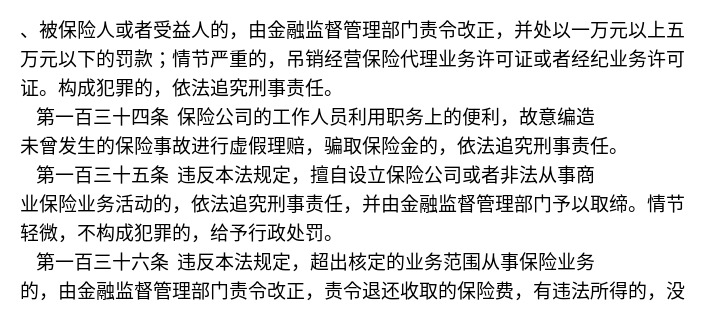 、被保险人或者受益人的，由金融监督管理部门责令改正，并处以一万元以上五
万元以下的罚款；情节严重的，吊销经营保险代理业务许可证或者经纪业务许可
证。构成犯罪的，依法追究刑事责任。
第一百三十四条 保险公司的工作人员利用职务上的便利，故意编造
未曾发生的保险事故进行虚假理赔，骗取保险金的，依法追究刑事责任。
第一百三十五条 违反本法规定，擅自设立保险公司或者非法从事商
业保险业务活动的，依法追究刑事责任，并由金融监督管理部门予以取缔。情节
轻微，不构成犯罪的，给予行政处罚。
第一百三十六条 违反本法规定，超出核定的业务范围从事保险业务
的，由金融监督管理部门责令改正，责令退还收取的保险费，有违法所得的，没